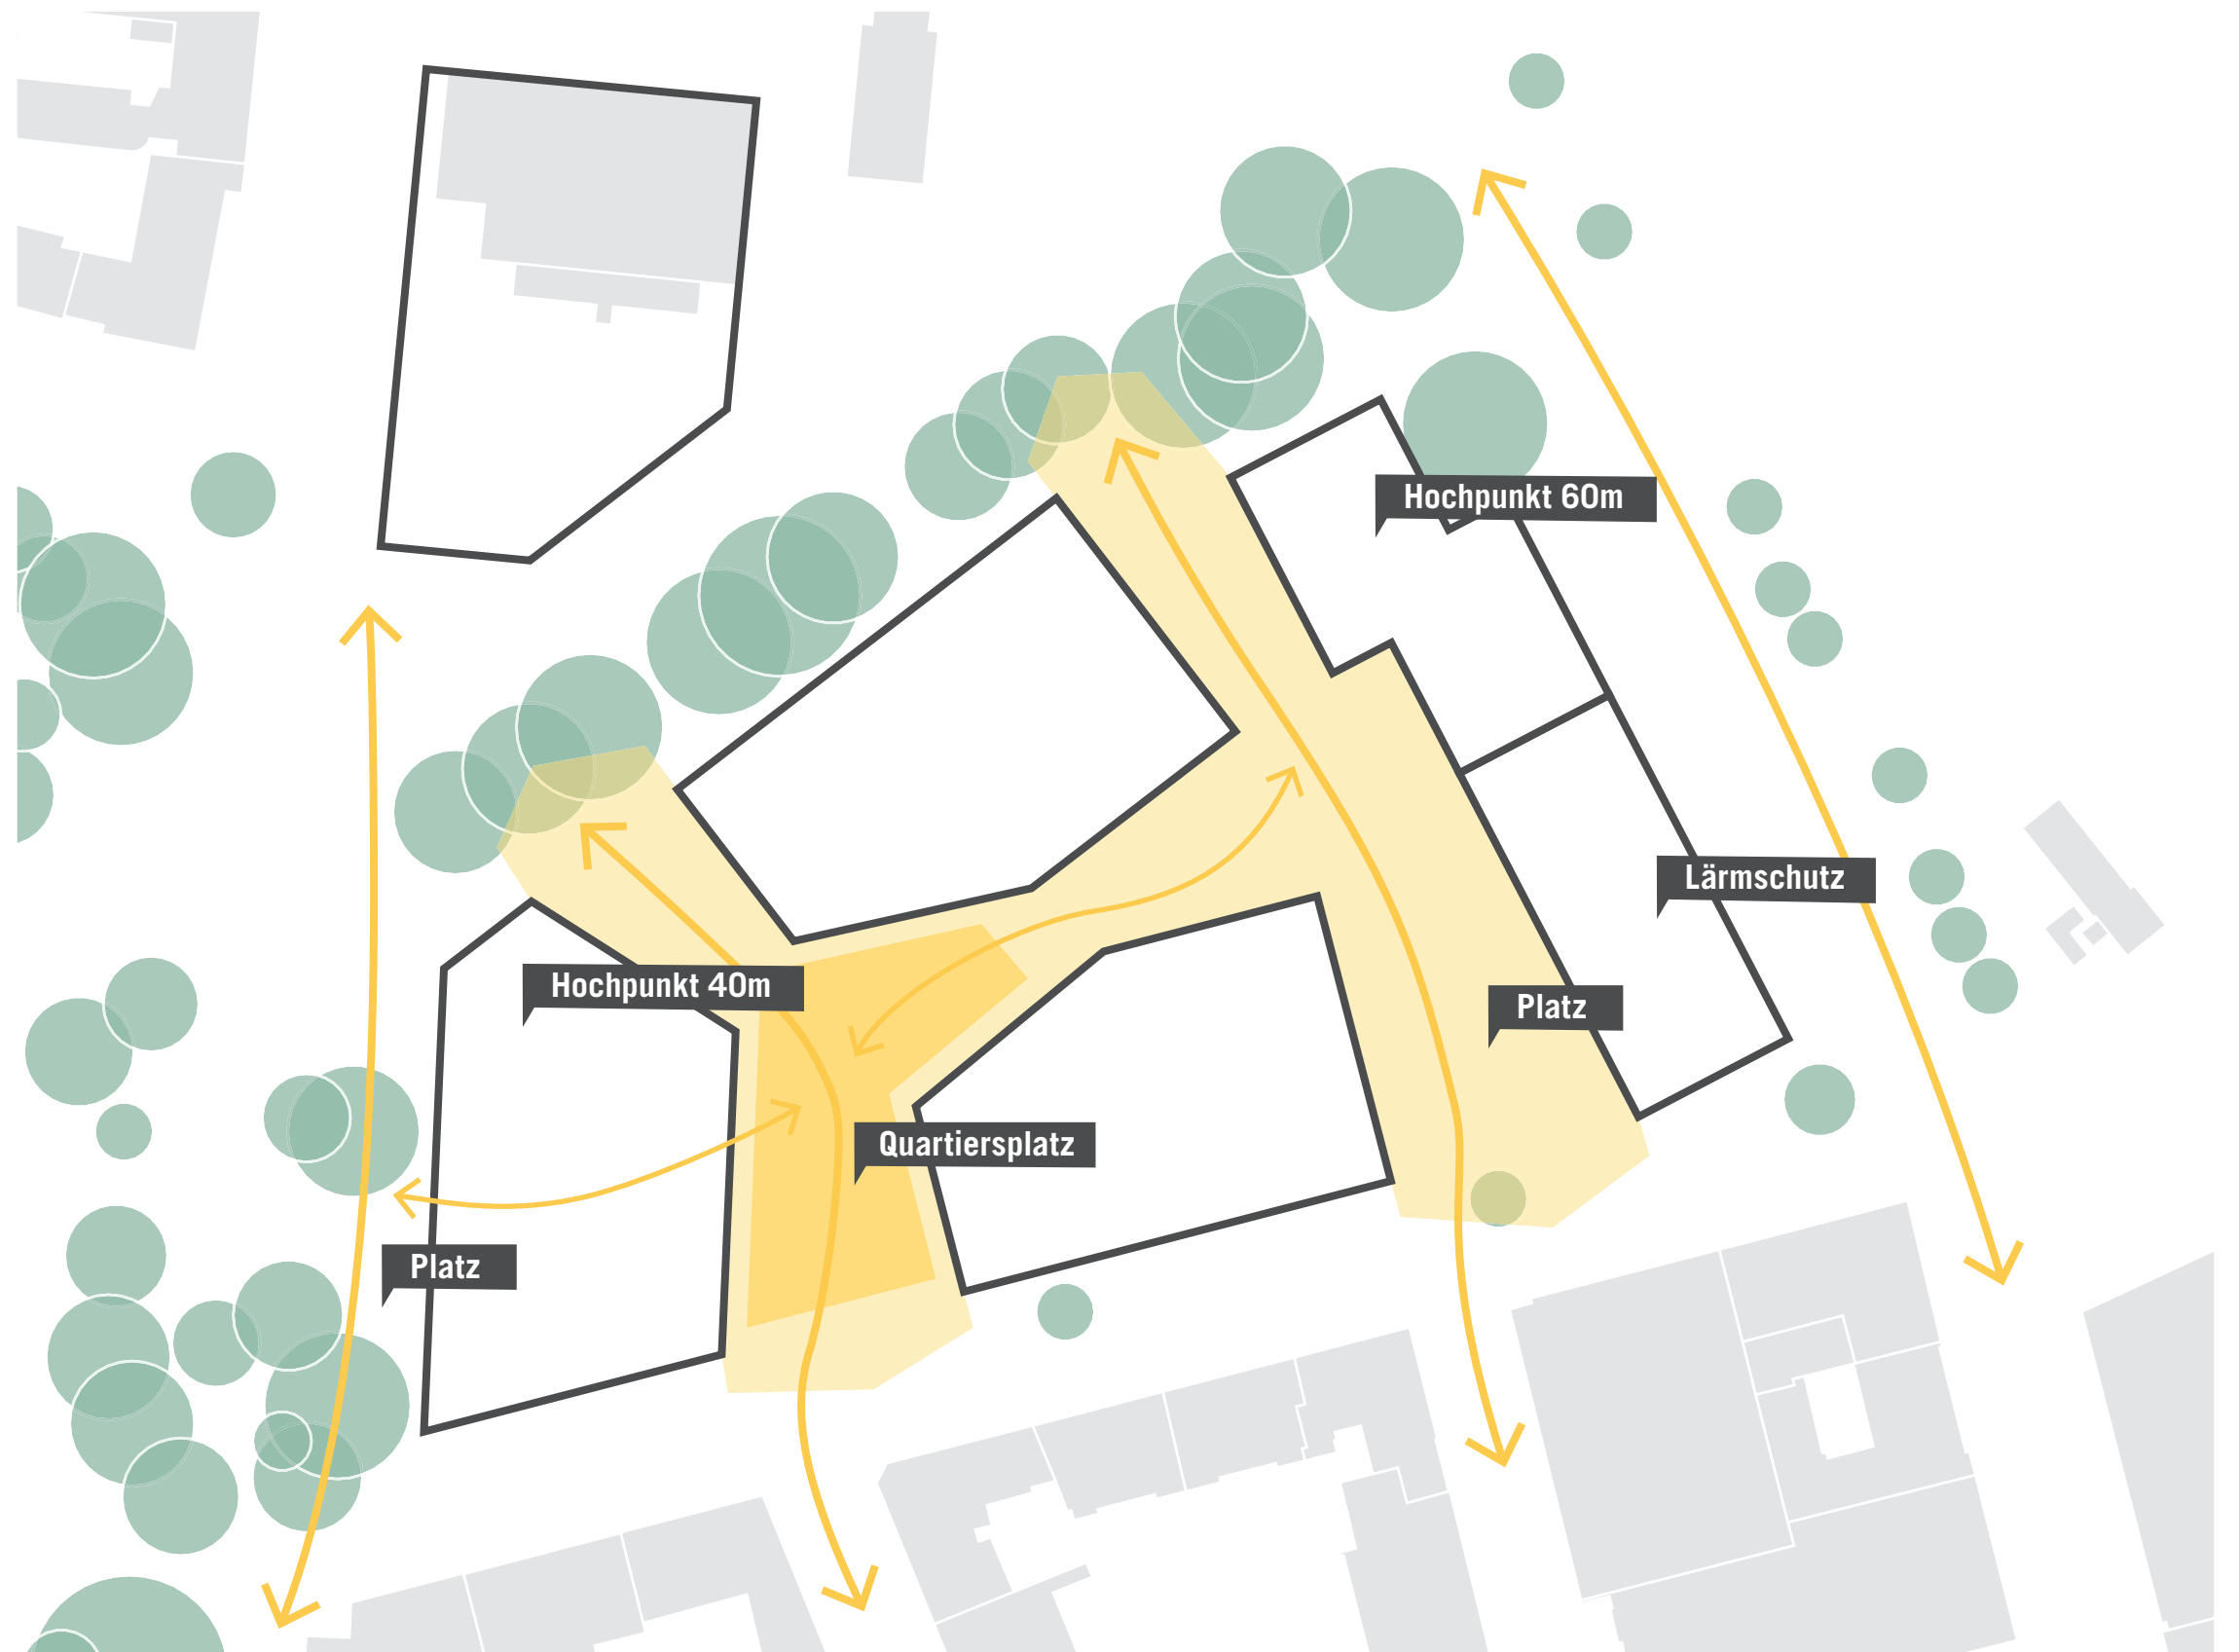 Hochpunkt 60m
Lärmschutz
Hochpunkt 40m
Platz
Quartiersplatz
Platz